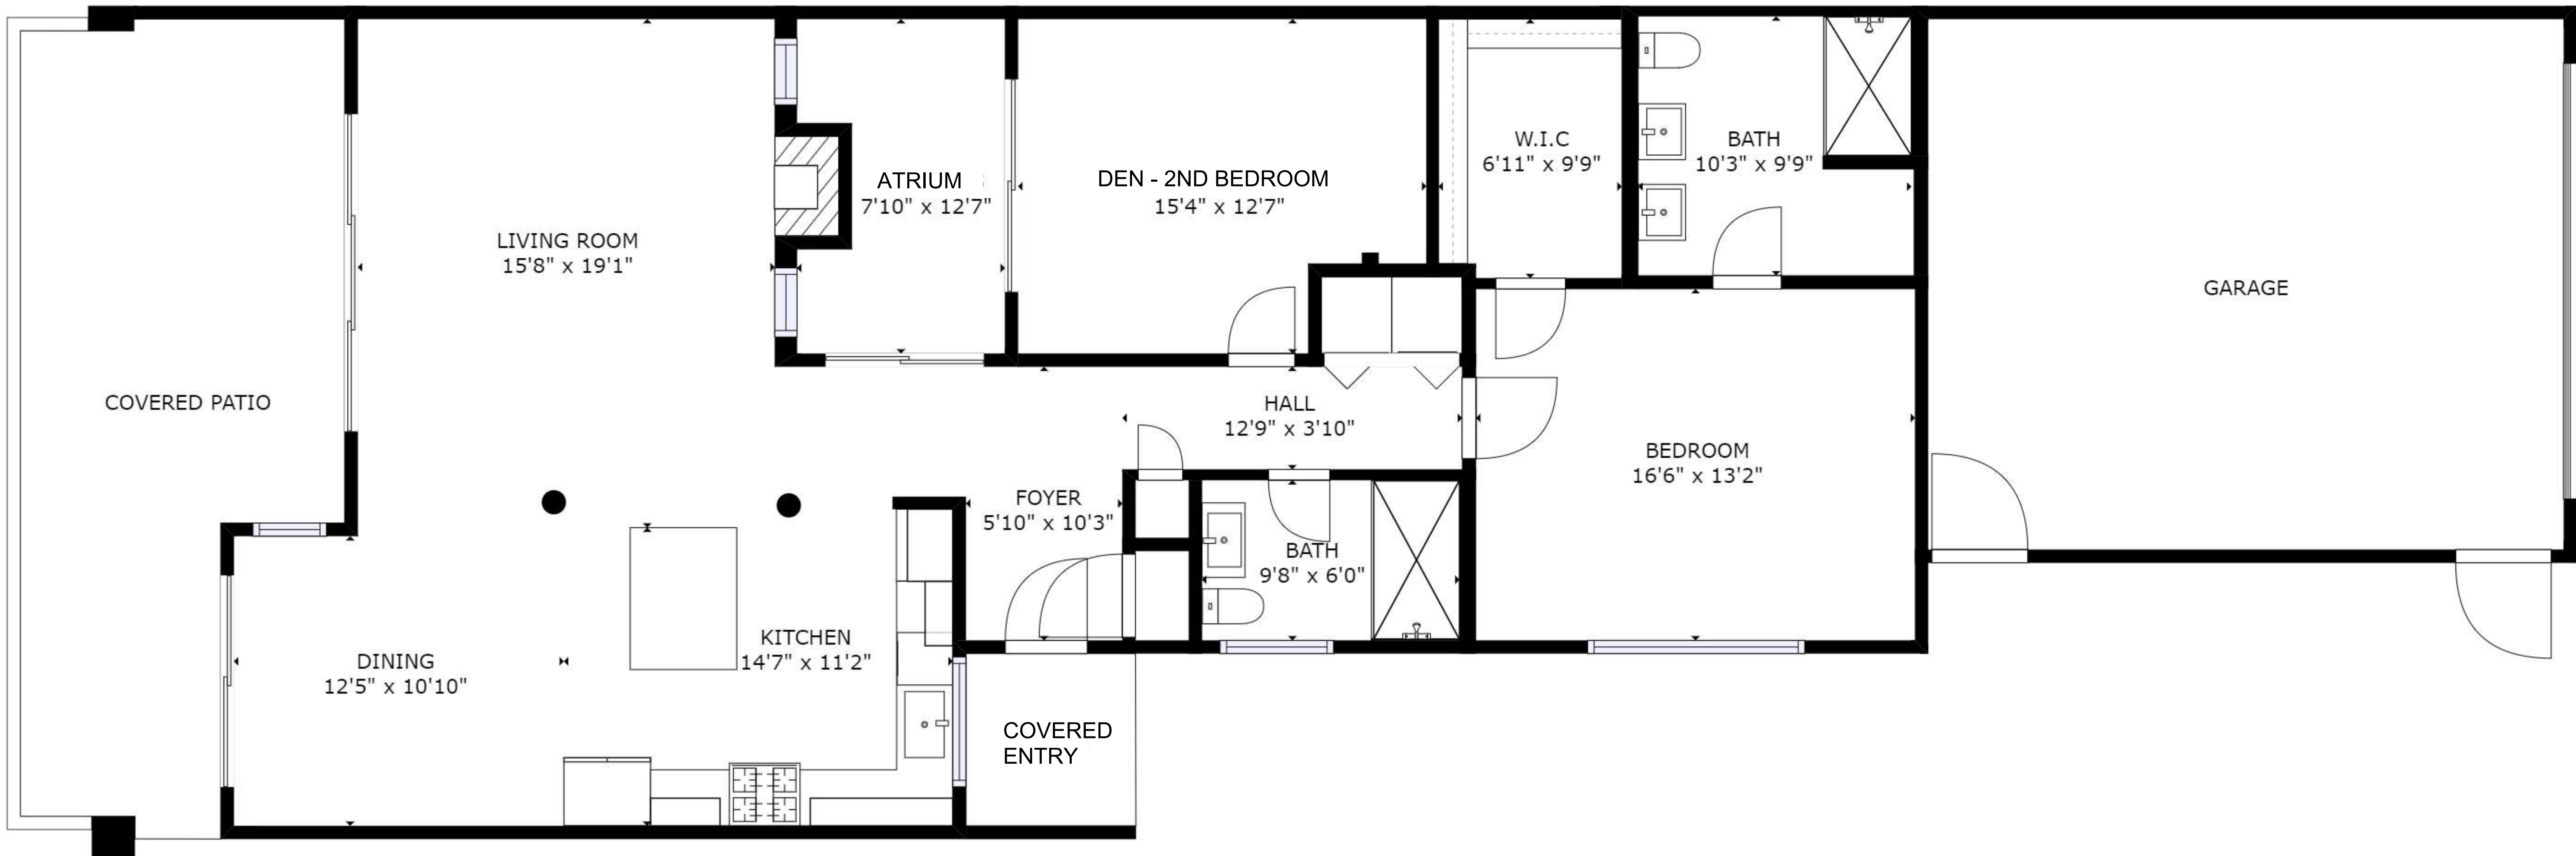 LIVING ROOM
15'8" x 19'1"
ATRIUM
7'10" x 12'7"
DEN - 2ND BEDROOM
15'4" x 12'7"
W.I.C
6'11" x 9'9"
BATH
10'3" x 9'9"
GARAGE
COVERED PATIO
HALL
12'9" x 3'10"
BEDROOM
16'6" x 13'2"
FOYER
5'10" x 10'3"
BATH
9'8" x 6'0"
DINING
12'5" x 10'10"
KITCHEN
14'7" x 11'2"
COVERED
ENTRY